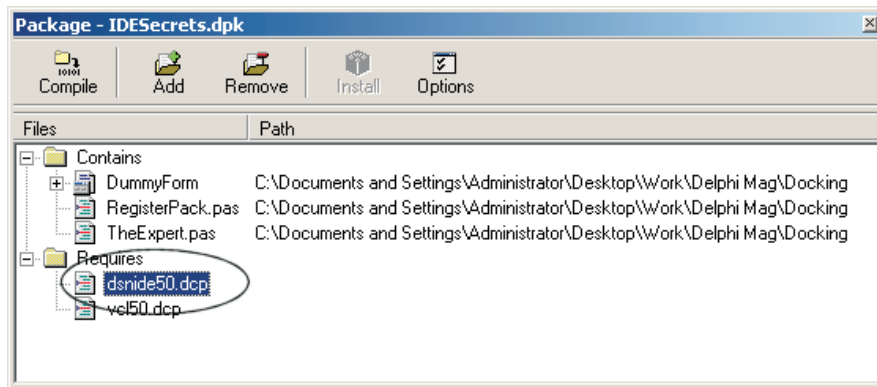 Package - IDESecrets.dpk
Compile Add Remove Install Options
Files Path
Contains
DummyForm C:\Documents and Settings\Administrator\Desktop\Work\Delphi Mag\Docking
RegisterPack.pas C:\Documents and Settings\Administrator\Desktop\Work\Delphi Mag\Docking
TheExpert.pas C:\Documents and Settings\Administrator\Desktop\Work\Delphi Mag\Docking
Requires
dsnide50.dcp
vcl50.dcp